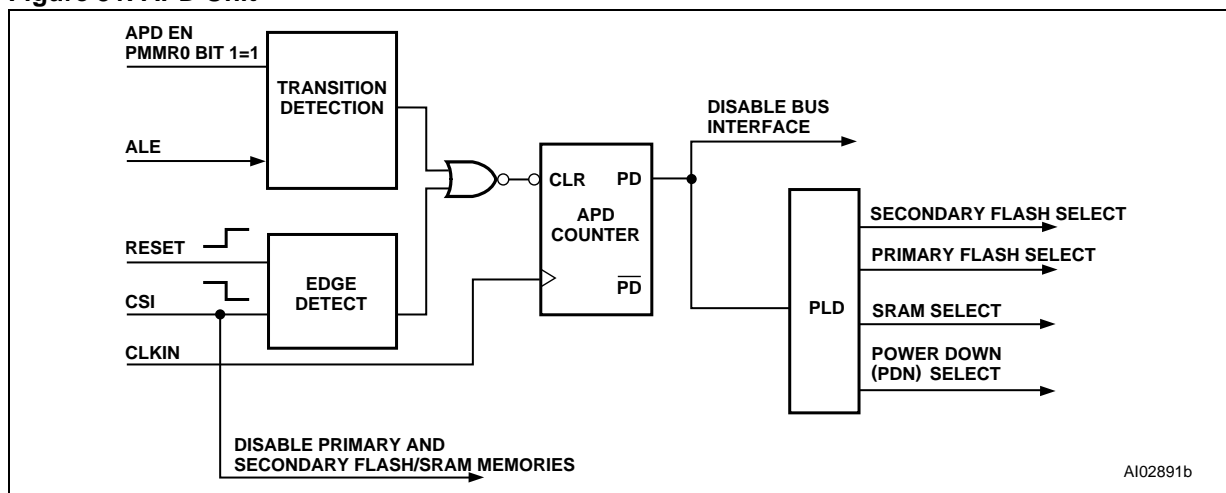 APD EN
PMMR0 BIT 1=1
TRANSITION
DETECTION
ALE
RESET
CSI
EDGE
DETECT
CLKIN
CLR PD
APD
COUNTER
PD
DISABLE BUS
INTERFACE
PLD
SECONDARY FLASH SELECT
PRIMARY FLASH SELECT
SRAM SELECT
POWER DOWN
(PDN) SELECT
DISABLE PRIMARY AND
SECONDARY FLASH/SRAM MEMORIES
AI02891b